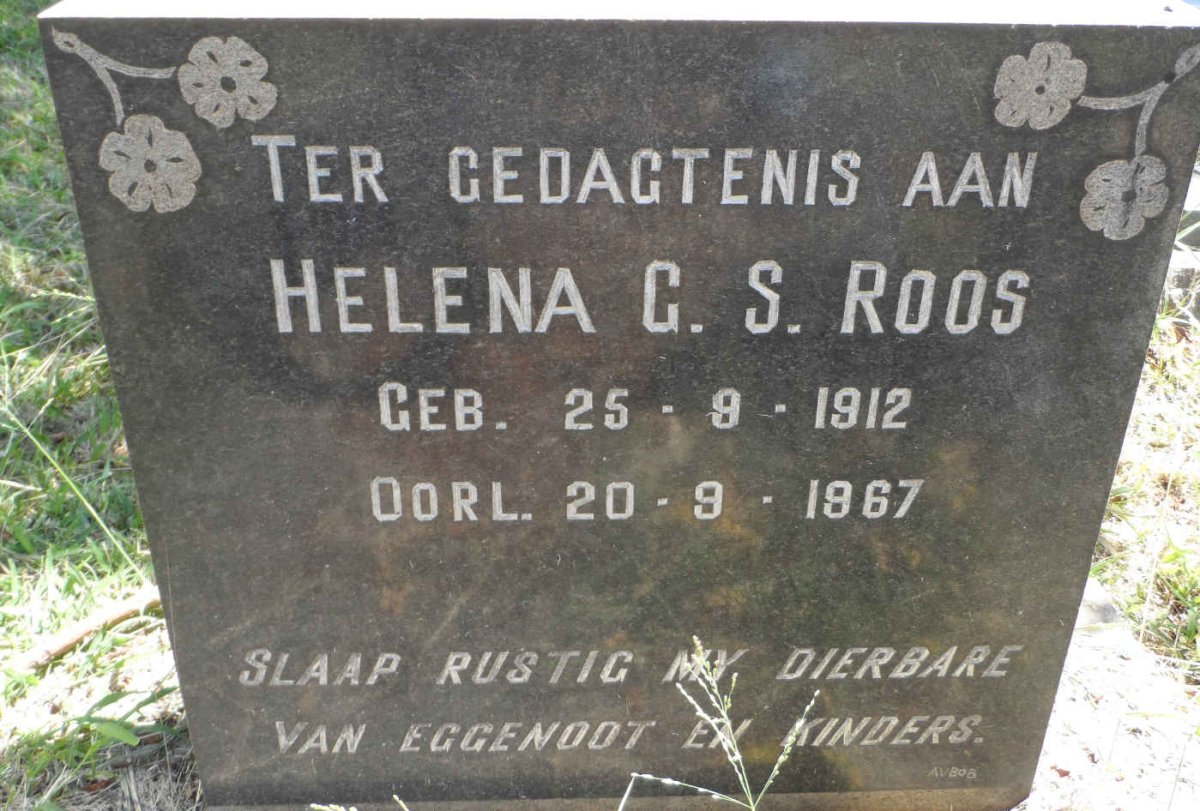 TER GEDAGTENIS AAN
HELENA G. S. ROOS
GEB. 25 - 9 - 1912
OORL. 20 - 9 - 1967
SLAAP RUSTIG MY DIERBARE
VAN EGGENOOT EN KINDERS.
AVBOB